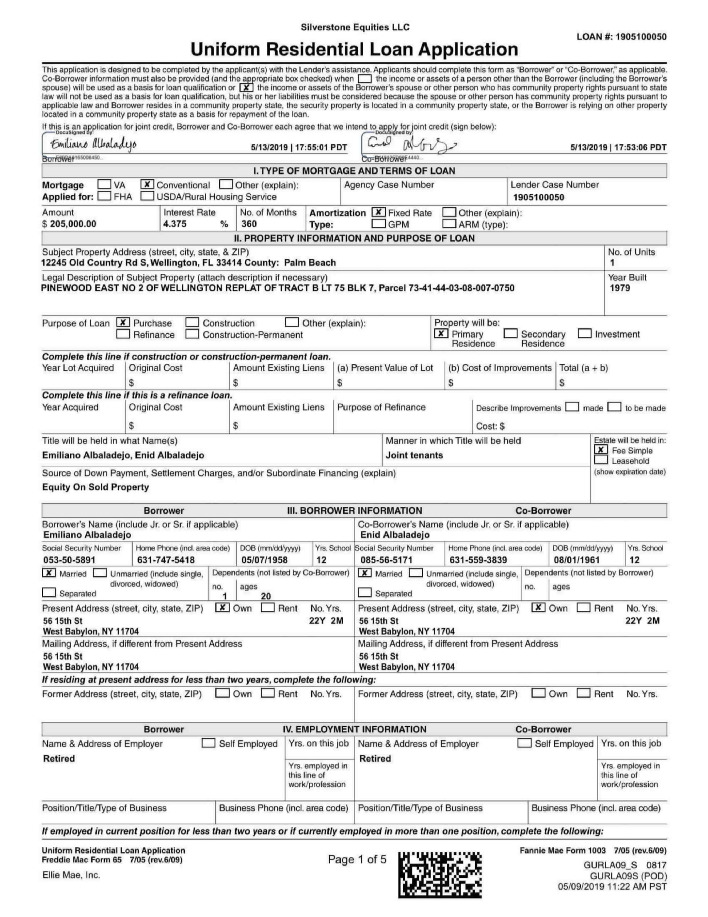 Silverstone Equities LLC
LOAN #: 1905100050
Uniform Residential Loan Application
This application is designed to be completed by the applicant(s) with the Lender's assistance. Applicants should complete this form as "Borrower" or "Co-Borrower," as applicable.
Co-Borrower information must also be provided (and the appropriate box checked) when the income or assets of a person other than the Borrower (including the Borrower's
spouse) will be used as a basis for loan qualification or X the income or assets of the Borrower's spouse or other person who has community property rights pursuant to state
law will not be used as a basis for loan qualification, but his or her liabilities must be considered because the spouse or other person has community property rights pursuant to
applicable law and Borrower resides in a community property state, the security property is located in a community property state, or the Borrower is relying on other property
located in a community property state as a basis for repayment of the loan.
If this is an application for joint credit, Borrower and Co-Borrower each agree that we intend to apply for joint credit (sign below):
DocuSigned by: DocuSigned by:
Emiliano Albaladejo 5/13/2019 | 17:55:01 PDT 5/13/2019 | 17:53:06 PDT
Borrower Co-Borrower
I. TYPE OF MORTGAGE AND TERMS OF LOAN
Mortgage VA X Conventional Other (explain): Agency Case Number Lender Case Number
Applied for: FHA USDA/Rural Housing Service 1905100050
Amount Interest Rate No. of Months Amortization X Fixed Rate Other (explain):
$ 205,000.00 4.375 % 360 Type: GPM ARM (type):
II. PROPERTY INFORMATION AND PURPOSE OF LOAN
Subject Property Address (street, city, state, & ZIP) No. of Units
12245 Old Country Rd S, Wellington, FL 33414 County: Palm Beach 1
Legal Description of Subject Property (attach description if necessary) Year Built
PINEWOOD EAST NO 2 OF WELLINGTON REPLAT OF TRACT B LT 75 BLK 7, Parcel 73-41-44-03-08-007-0750 1979
Purpose of Loan X Purchase Construction Other (explain): Property will be:
Refinance Construction-Permanent X Primary Residence Secondary Residence Investment
Complete this line if construction or construction-permanent loan.
Year Lot Acquired Original Cost Amount Existing Liens (a) Present Value of Lot (b) Cost of Improvements Total (a + b)
$ $ $ $ $
Complete this line if this is a refinance loan.
Year Acquired Original Cost Amount Existing Liens Purpose of Refinance Describe Improvements made to be made
$ $ Cost: $
Title will be held in what Name(s) Manner in which Title will be held Estate will be held in:
Emiliano Albaladejo, Enid Albaladejo Joint tenants X Fee Simple
Leasehold
Source of Down Payment, Settlement Charges, and/or Subordinate Financing (explain) (show expiration date)
Equity On Sold Property
Borrower III. BORROWER INFORMATION Co-Borrower
Borrower's Name (include Jr. or Sr. if applicable) Co-Borrower's Name (include Jr. or Sr. if applicable)
Emiliano Albaladejo Enid Albaladejo
Social Security Number Home Phone (incl. area code) DOB (mm/dd/yyyy) Yrs. School Social Security Number Home Phone (incl. area code) DOB (mm/dd/yyyy) Yrs. School
053-50-5891 631-747-5418 05/07/1958 12 085-56-5171 631-559-3839 08/01/1961 12
X Married Unmarried (include single, divorced, widowed) Dependents (not listed by Co-Borrower) X Married Unmarried (include single, divorced, widowed) Dependents (not listed by Borrower)
Separated no. 1 ages 20 Separated no. ages
Present Address (street, city, state, ZIP) X Own Rent No. Yrs. Present Address (street, city, state, ZIP) X Own Rent No. Yrs.
56 15th St 22Y 2M 56 15th St 22Y 2M
West Babylon, NY 11704 West Babylon, NY 11704
Mailing Address, if different from Present Address Mailing Address, if different from Present Address
56 15th St 56 15th St
West Babylon, NY 11704 West Babylon, NY 11704
If residing at present address for less than two years, complete the following:
Former Address (street, city, state, ZIP) Own Rent No. Yrs. Former Address (street, city, state, ZIP) Own Rent No. Yrs.
Borrower IV. EMPLOYMENT INFORMATION Co-Borrower
Name & Address of Employer Self Employed Yrs. on this job Name & Address of Employer Self Employed Yrs. on this job
Retired Retired
Yrs. employed in this line of work/profession Yrs. employed in this line of work/profession
Position/Title/Type of Business Business Phone (incl. area code) Position/Title/Type of Business Business Phone (incl. area code)
If employed in current position for less than two years or if currently employed in more than one position, complete the following:
Uniform Residential Loan Application Fannie Mae Form 1003 7/05 (rev.6/09)
Freddie Mac Form 65 7/05 (rev.6/09) Page 1 of 5 GURLA09_S 0817
Ellie Mae, Inc. GURLA09S (POD)
05/09/2019 11:22 AM PST